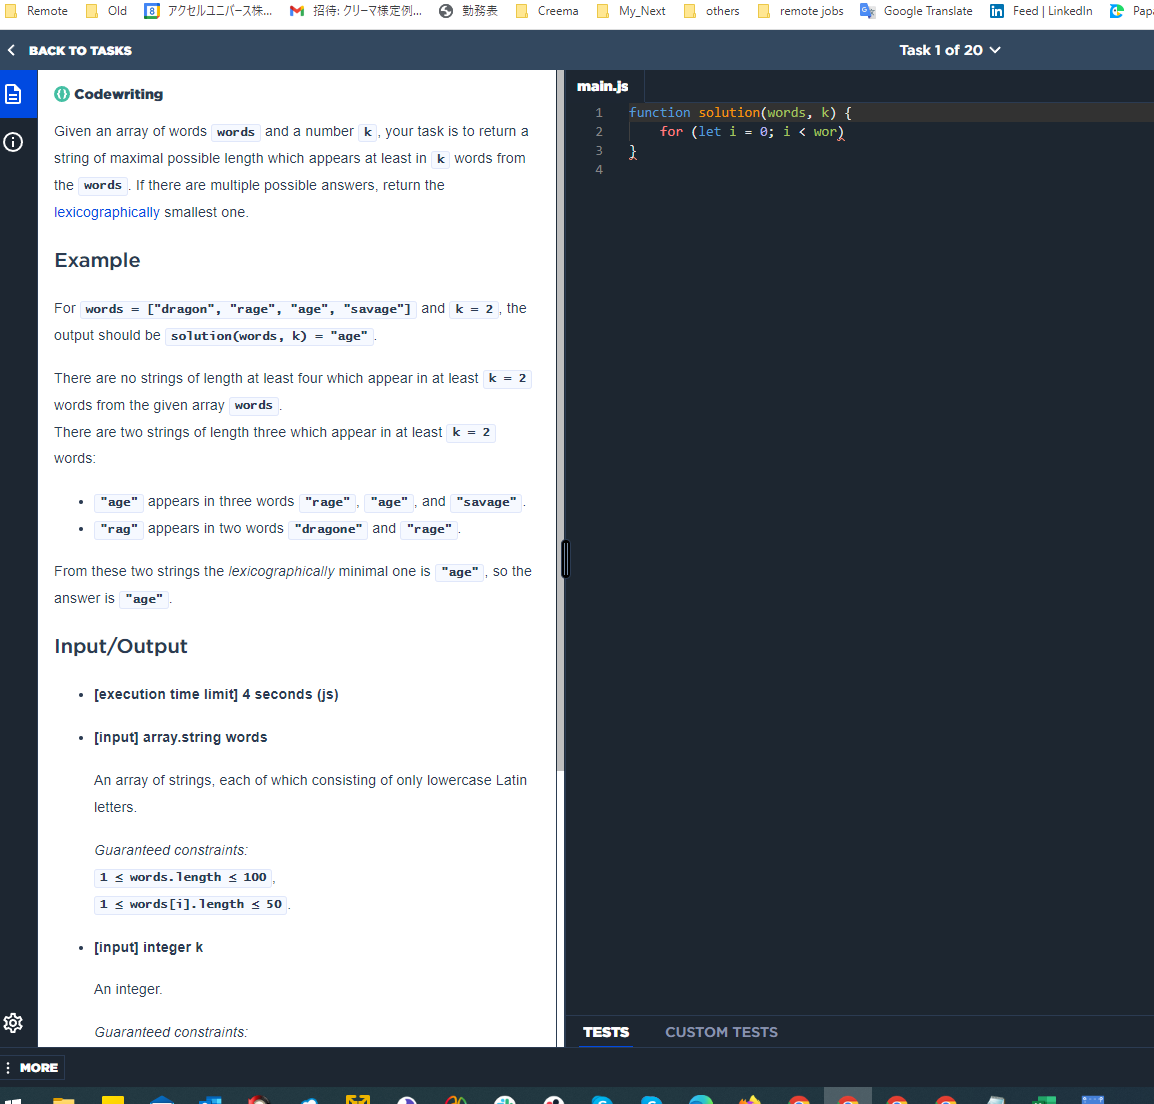 Remote Old アクセルユニバース株... 招待: クリーマ様定例... 勤務表 Creema My_Next others remote jobs Google Translate Feed | LinkedIn Pap
BACK TO TASKS
Task 1 of 20
Codewriting
Given an array of words words and a number k, your task is to return a
string of maximal possible length which appears at least in k words from
the words. If there are multiple possible answers, return the
lexicographically smallest one.
Example
For words = ["dragon", "rage", "age", "savage"] and k = 2, the
output should be solution(words, k) = "age".
There are no strings of length at least four which appear in at least k = 2
words from the given array words.
There are two strings of length three which appear in at least k = 2
words:
• "age" appears in three words "rage", "age", and "savage".
• "rag" appears in two words "dragone" and "rage".
From these two strings the lexicographically minimal one is "age", so the
answer is "age".
Input/Output
• [execution time limit] 4 seconds (js)
• [input] array.string words
An array of strings, each of which consisting of only lowercase Latin
letters.
Guaranteed constraints:
1 ≤ words.length ≤ 100,
1 ≤ words[i].length ≤ 50.
• [input] integer k
An integer.
Guaranteed constraints:
MORE
main.js
1 function solution(words, k) {
2 for (let i = 0; i < wor)
3 }
4
TESTS CUSTOM TESTS